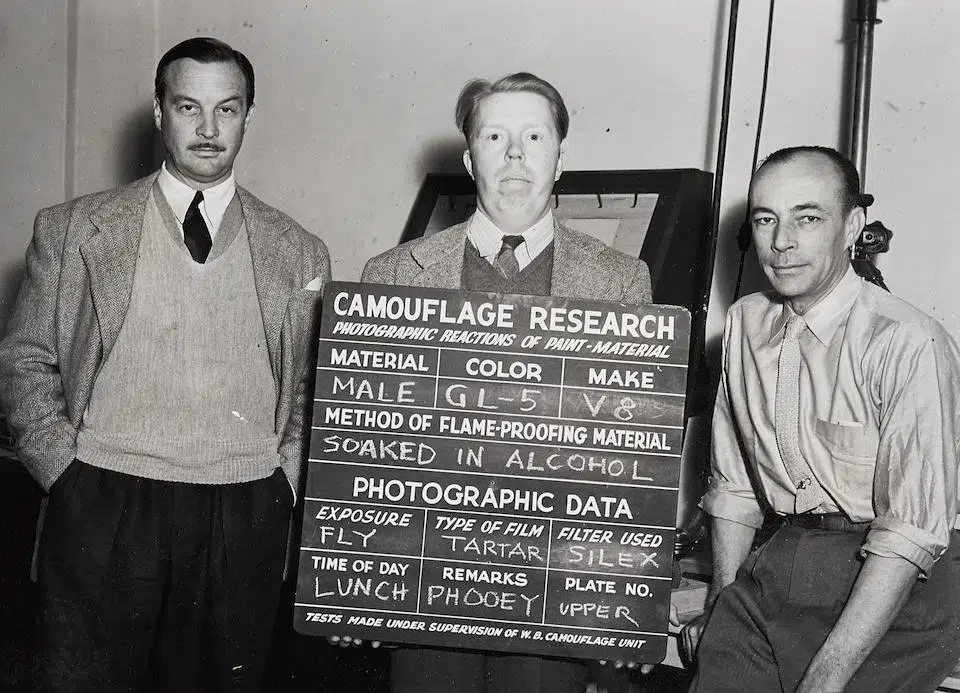 CAMOUFLAGE RESEARCH
PHOTOGRAPHIC REACTIONS OF PAINT-MATERIAL
MATERIAL COLOR MAKE
MALE GL-5 V8
METHOD OF FLAME-PROOFING MATERIAL
SOAKED IN ALCOHOL
PHOTOGRAPHIC DATA
EXPOSURE TYPE OF FILM FILTER USED
FLY TARTAR SILEX
TIME OF DAY REMARKS PLATE NO.
LUNCH PHOOEY UPPER
TESTS MADE UNDER SUPERVISION OF W.B. CAMOUFLAGE UNIT